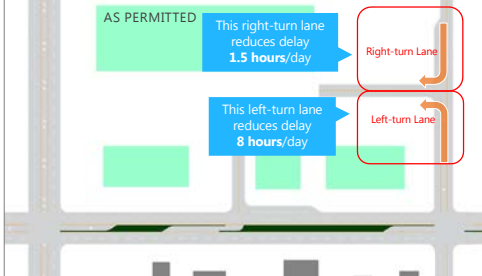 AS PERMITTED
This right-turn lane
reduces delay
1.5 hours/day
Right-turn Lane
This left-turn lane
reduces delay
8 hours/day
Left-turn Lane